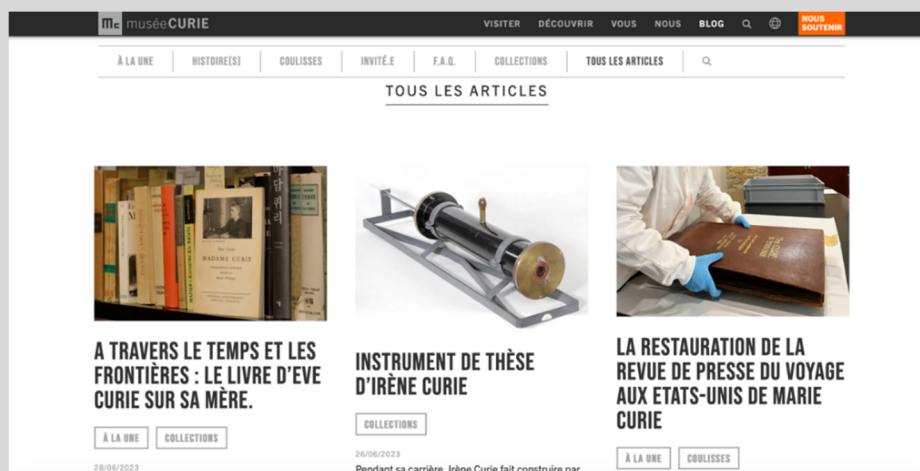 Mc muséeCURIE
VISITER DÉCOUVRIR VOUS NOUS BLOG
NOUS
SOUTENIR
À LA UNE HISTOIRE[S] COULISSES INVITÉ.E F.A.Q. COLLECTIONS TOUS LES ARTICLES
TOUS LES ARTICLES
MADAME CURIE
마담 퀴리
A TRAVERS LE TEMPS ET LES
FRONTIÈRES : LE LIVRE D'EVE
CURIE SUR SA MÈRE.
À LA UNE COLLECTIONS
28/06/2023
INSTRUMENT DE THÈSE
D'IRÈNE CURIE
COLLECTIONS
26/06/2023
Pendant sa carrière, Irène Curie fait construire par
LA RESTAURATION DE LA
REVUE DE PRESSE DU VOYAGE
AUX ETATS-UNIS DE MARIE
CURIE
À LA UNE COULISSES